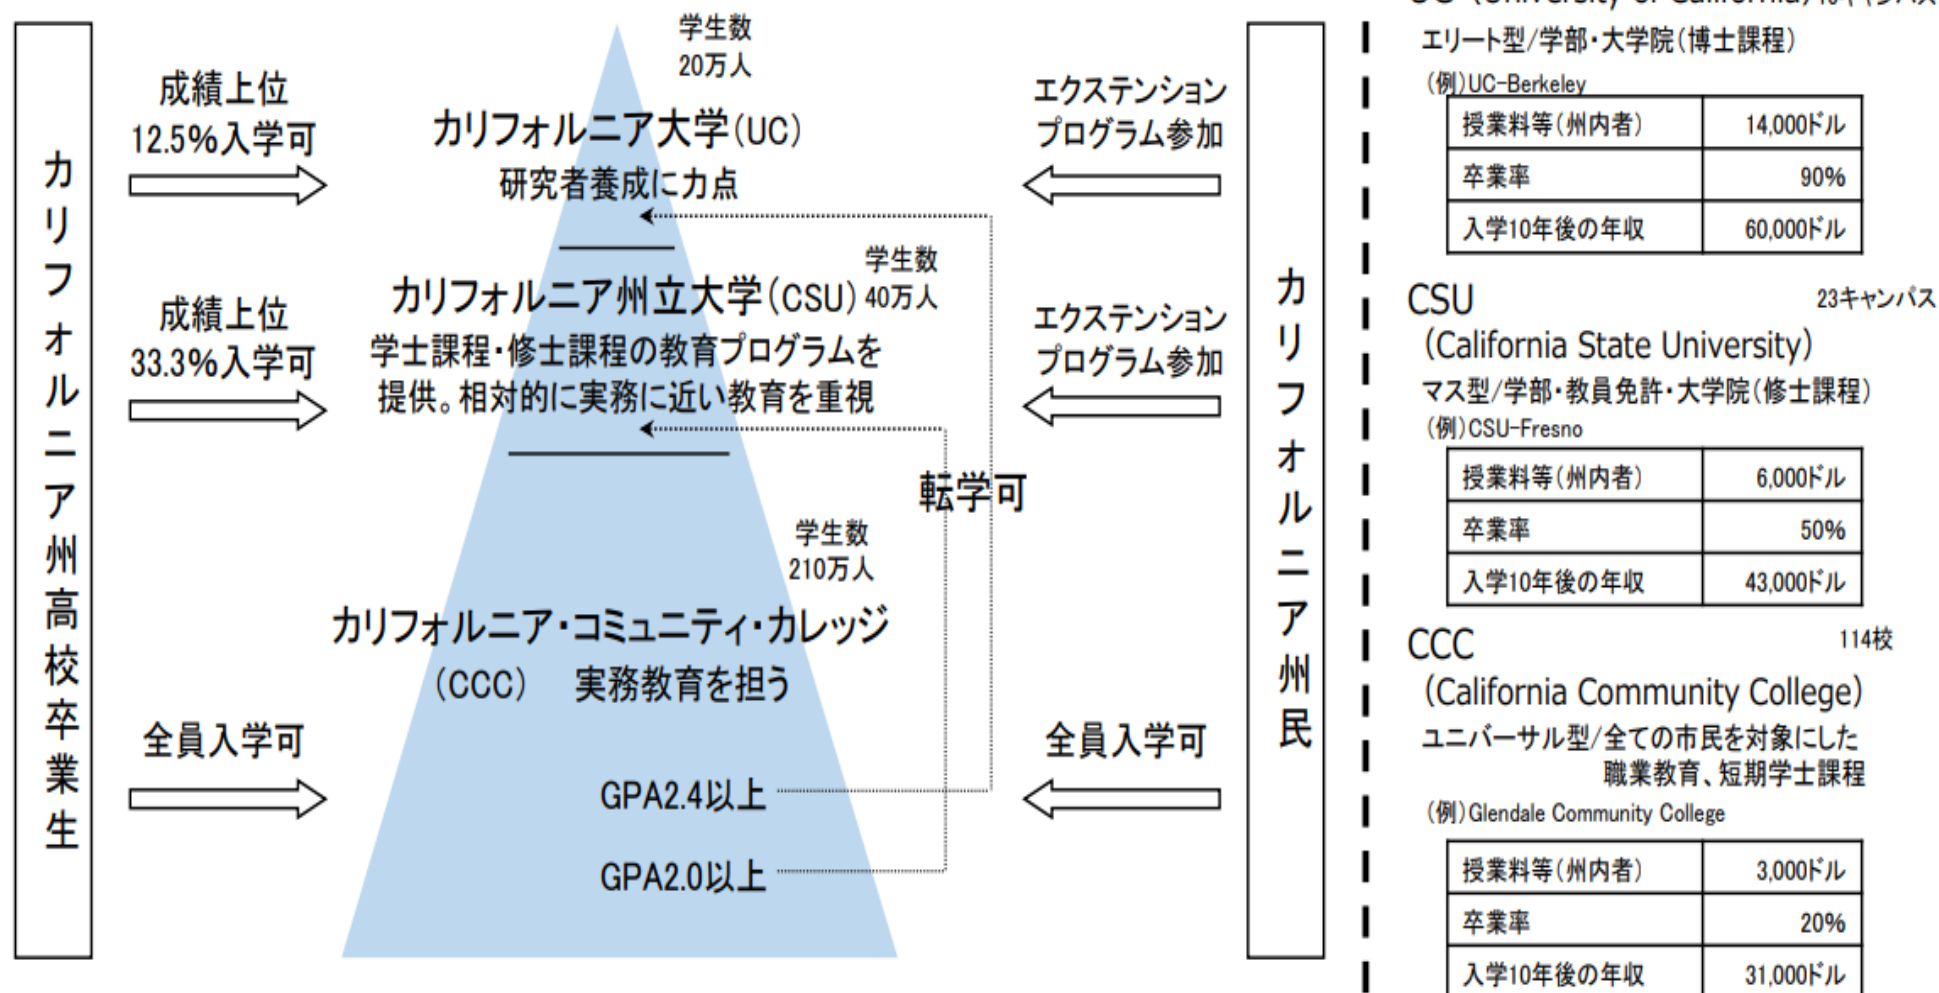 カリフォルニア州高校卒業生
成績上位
12.5%入学可
成績上位
33.3%入学可
全員入学可
学生数
20万人
カリフォルニア大学(UC)
研究者養成に力点
学生数
40万人
カリフォルニア州立大学(CSU)
学士課程・修士課程の教育プログラムを
提供。相対的に実務に近い教育を重視
転学可
学生数
210万人
カリフォルニア・コミュニティ・カレッジ
(CCC) 実務教育を担う
GPA2.4以上
GPA2.0以上
エクステンション
プログラム参加
エクステンション
プログラム参加
全員入学可
カリフォルニア州民
エリート型/学部・大学院(博士課程)
(例)UC-Berkeley
授業料等(州内者) 14,000ドル
卒業率 90%
入学10年後の年収 60,000ドル
CSU 23キャンパス
(California State University)
マス型/学部・教員免許・大学院(修士課程)
(例)CSU-Fresno
授業料等(州内者) 6,000ドル
卒業率 50%
入学10年後の年収 43,000ドル
CCC 114校
(California Community College)
ユニバーサル型/全ての市民を対象にした
職業教育、短期学士課程
(例)Glendale Community College
授業料等(州内者) 3,000ドル
卒業率 20%
入学10年後の年収 31,000ドル